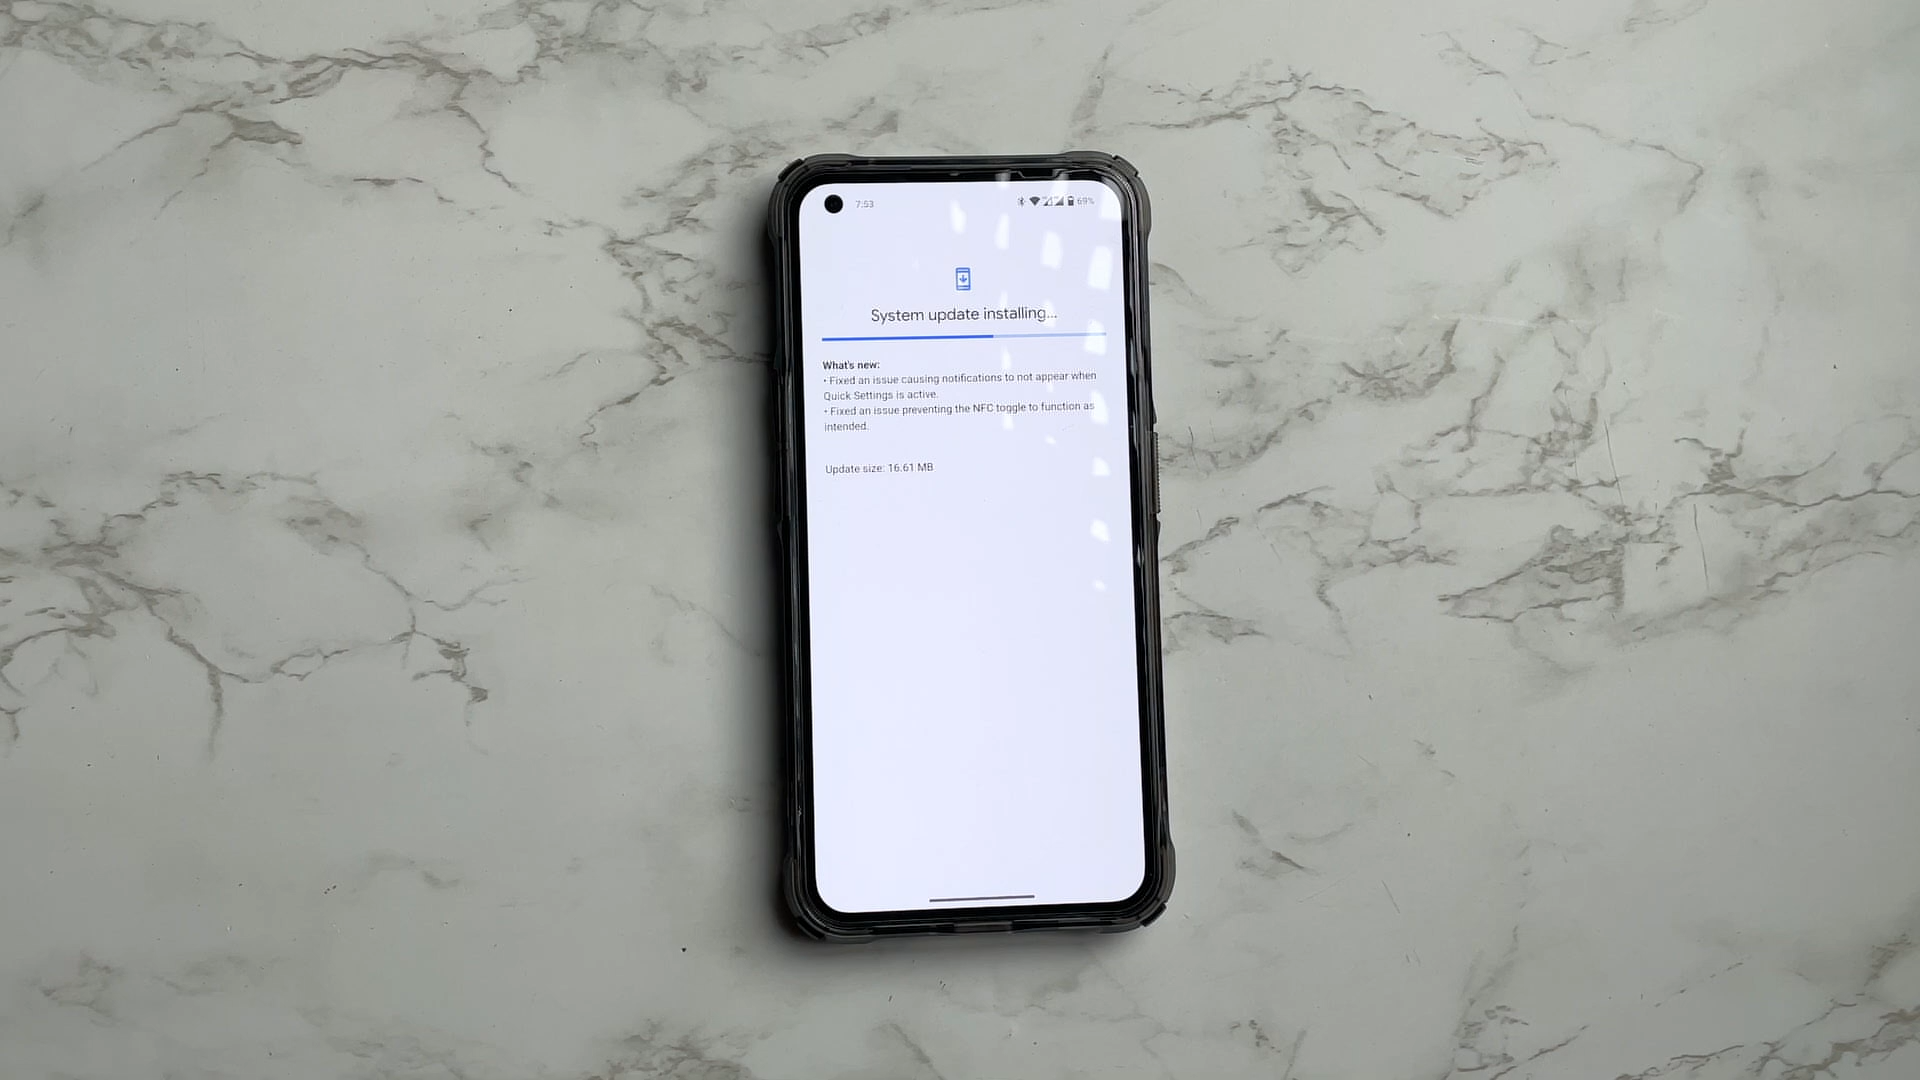 7:53
69%
System update installing...
What's new:
• Fixed an issue causing notifications to not appear when
Quick Settings is active.
• Fixed an issue preventing the NFC toggle to function as
intended.
Update size: 16.61 MB